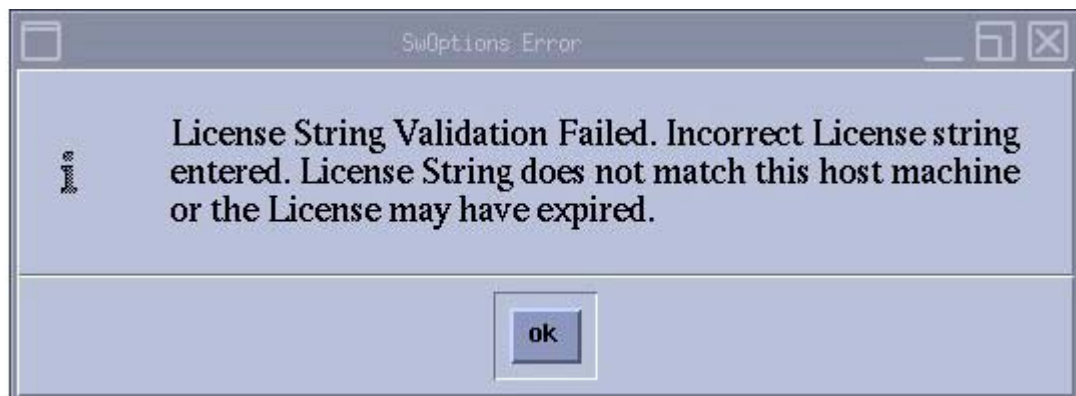 SwOptions Error
License String Validation Failed. Incorrect License string
entered. License String does not match this host machine
or the License may have expired.
ok